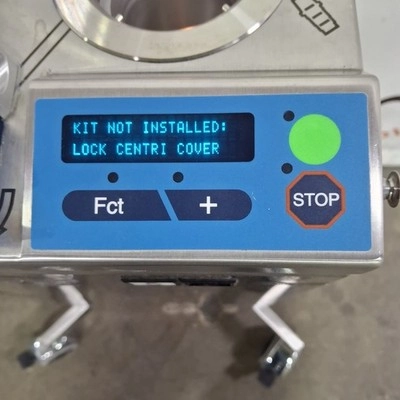 KIT NOT INSTALLED:
LOCK CENTRI COVER
Fct +
STOP